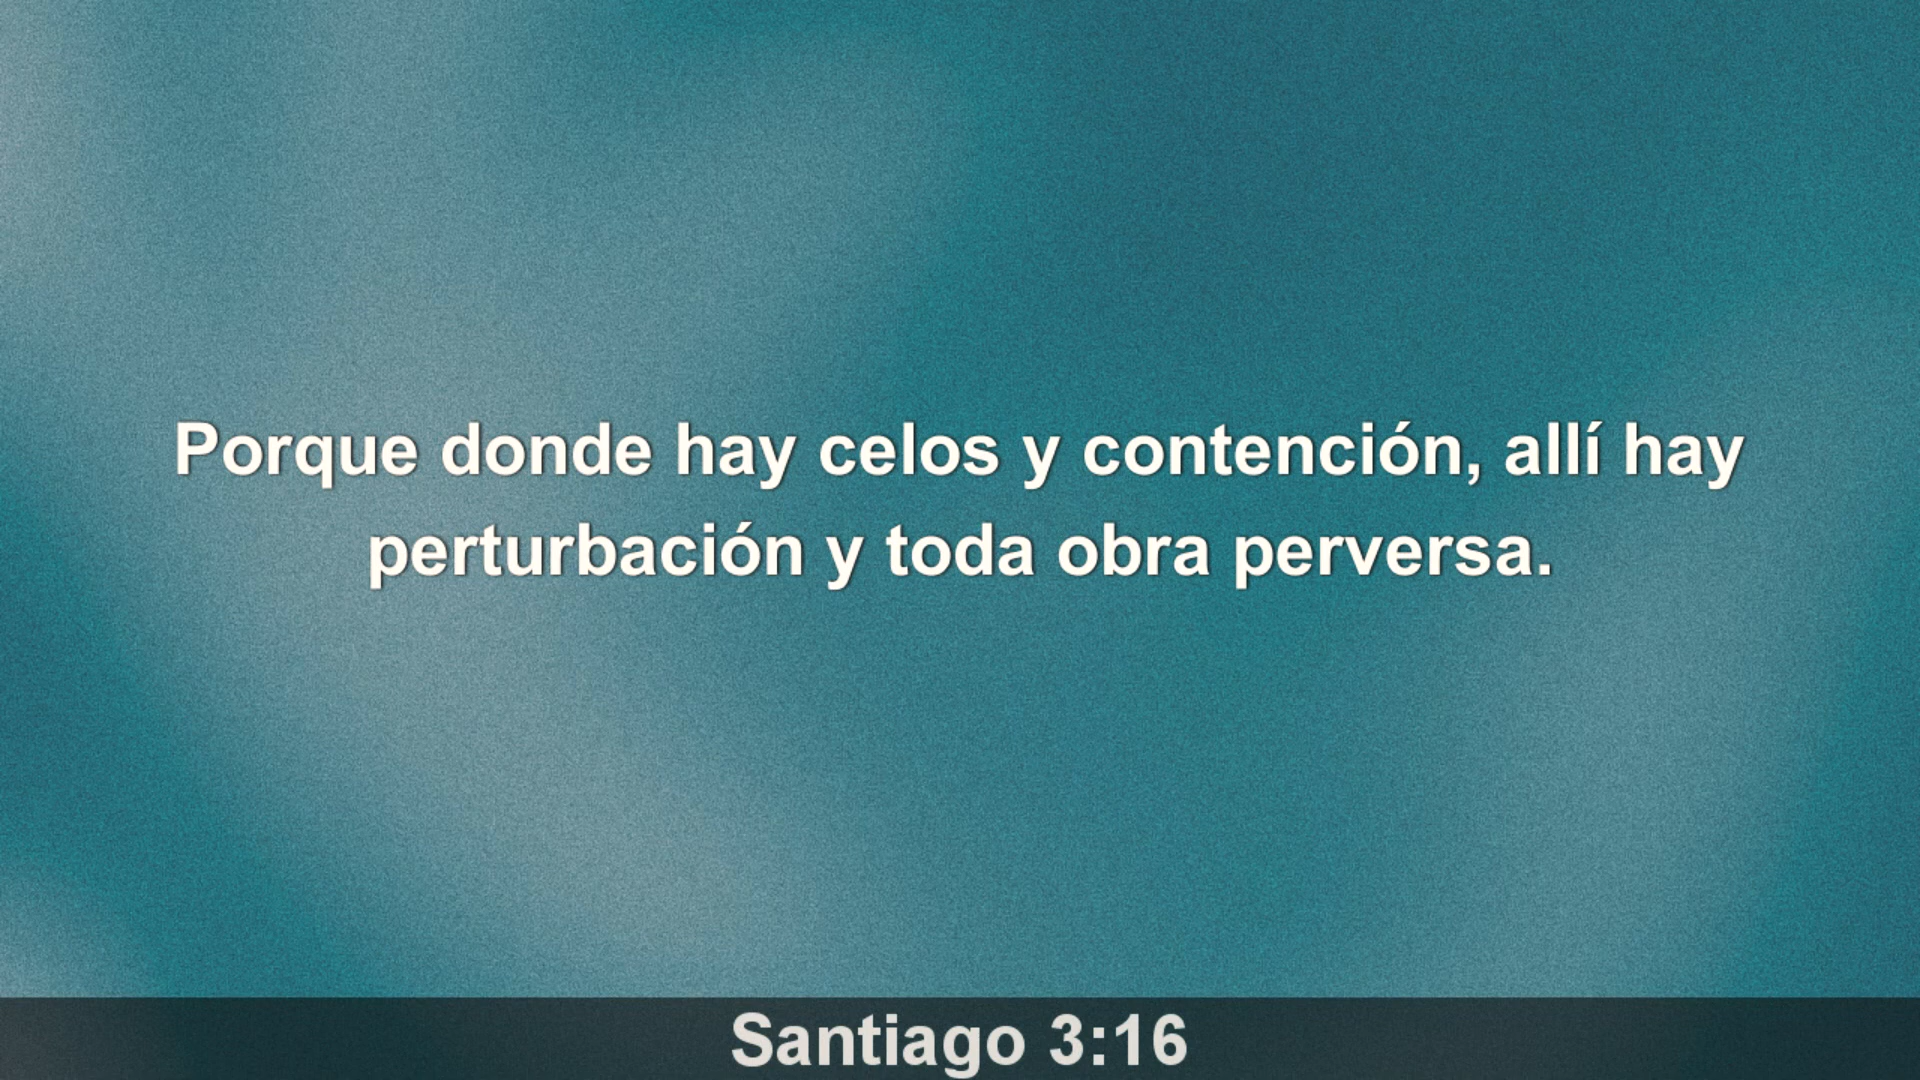 Porque donde hay celos y contención, allí hay
perturbación y toda obra perversa.
Santiago 3:16